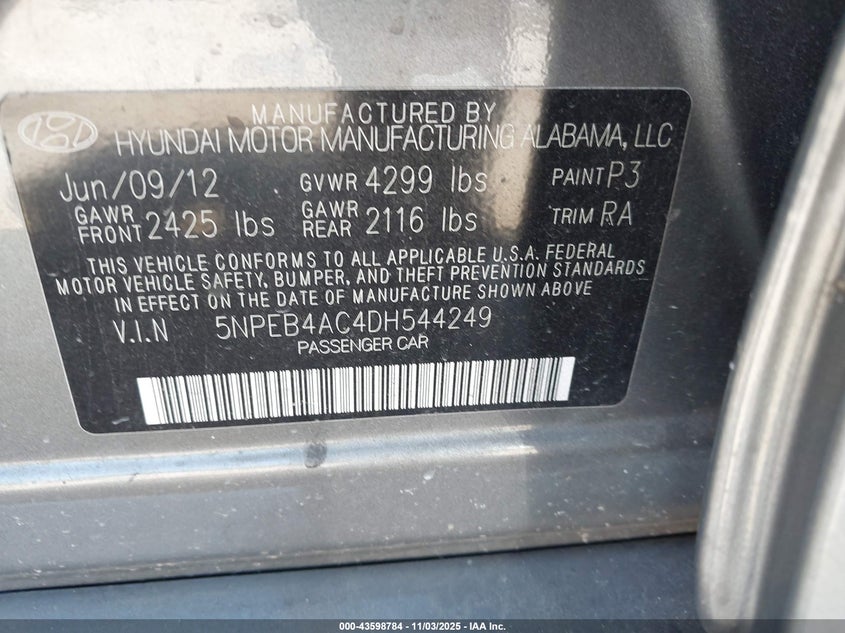 MANUFACTURED BY
HYUNDAI MOTOR MANUFACTURING ALABAMA, LLC
Jun/09/12 GVWR 4299 lbs PAINT P3
GAWR FRONT 2425 lbs GAWR REAR 2116 lbs TRIM RA
THIS VEHICLE CONFORMS TO ALL APPLICABLE U.S.A. FEDERAL
MOTOR VEHICLE SAFETY, BUMPER, AND THEFT PREVENTION STANDARDS
IN EFFECT ON THE DATE OF MANUFACTURE SHOWN ABOVE
V.I.N 5NPEB4AC4DH544249
PASSENGER CAR
000-43598784 | 11/03/2025 - IAA Inc.